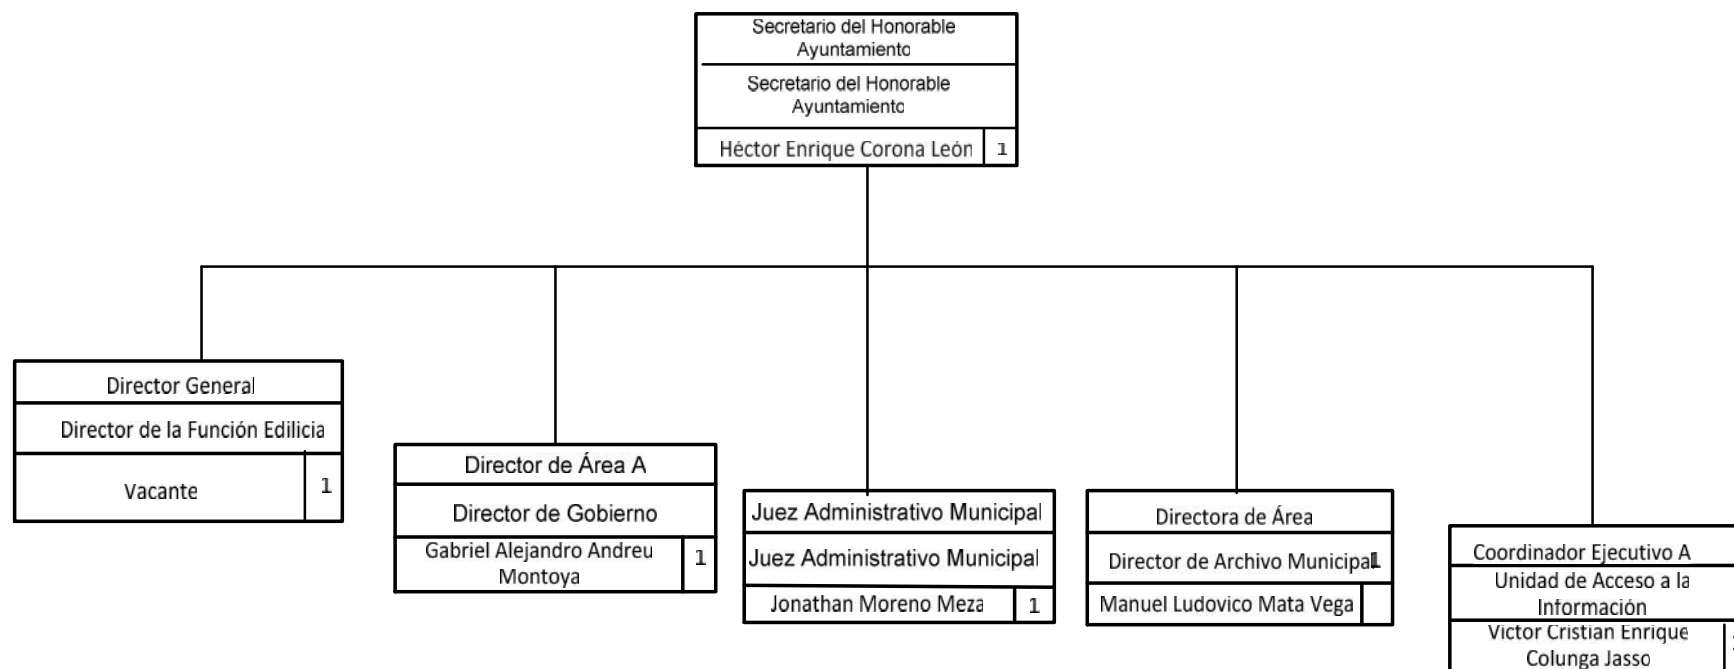 Secretario del Honorable
Ayuntamiento
Secretario del Honorable
Ayuntamiento
Héctor Enrique Corona León 1
Director General
Director de la Función Edilicia
Vacante 1
Director de Área A
Director de Gobierno
Gabriel Alejandro Andreu
Montoya 1
Juez Administrativo Municipal
Juez Administrativo Municipal
Jonathan Moreno Meza 1
Directora de Área
Director de Archivo Municipal 1
Manuel Ludovico Mata Vega
Coordinador Ejecutivo A
Unidad de Acceso a la
Información
Victor Cristian Enrique
Colunga Jasso